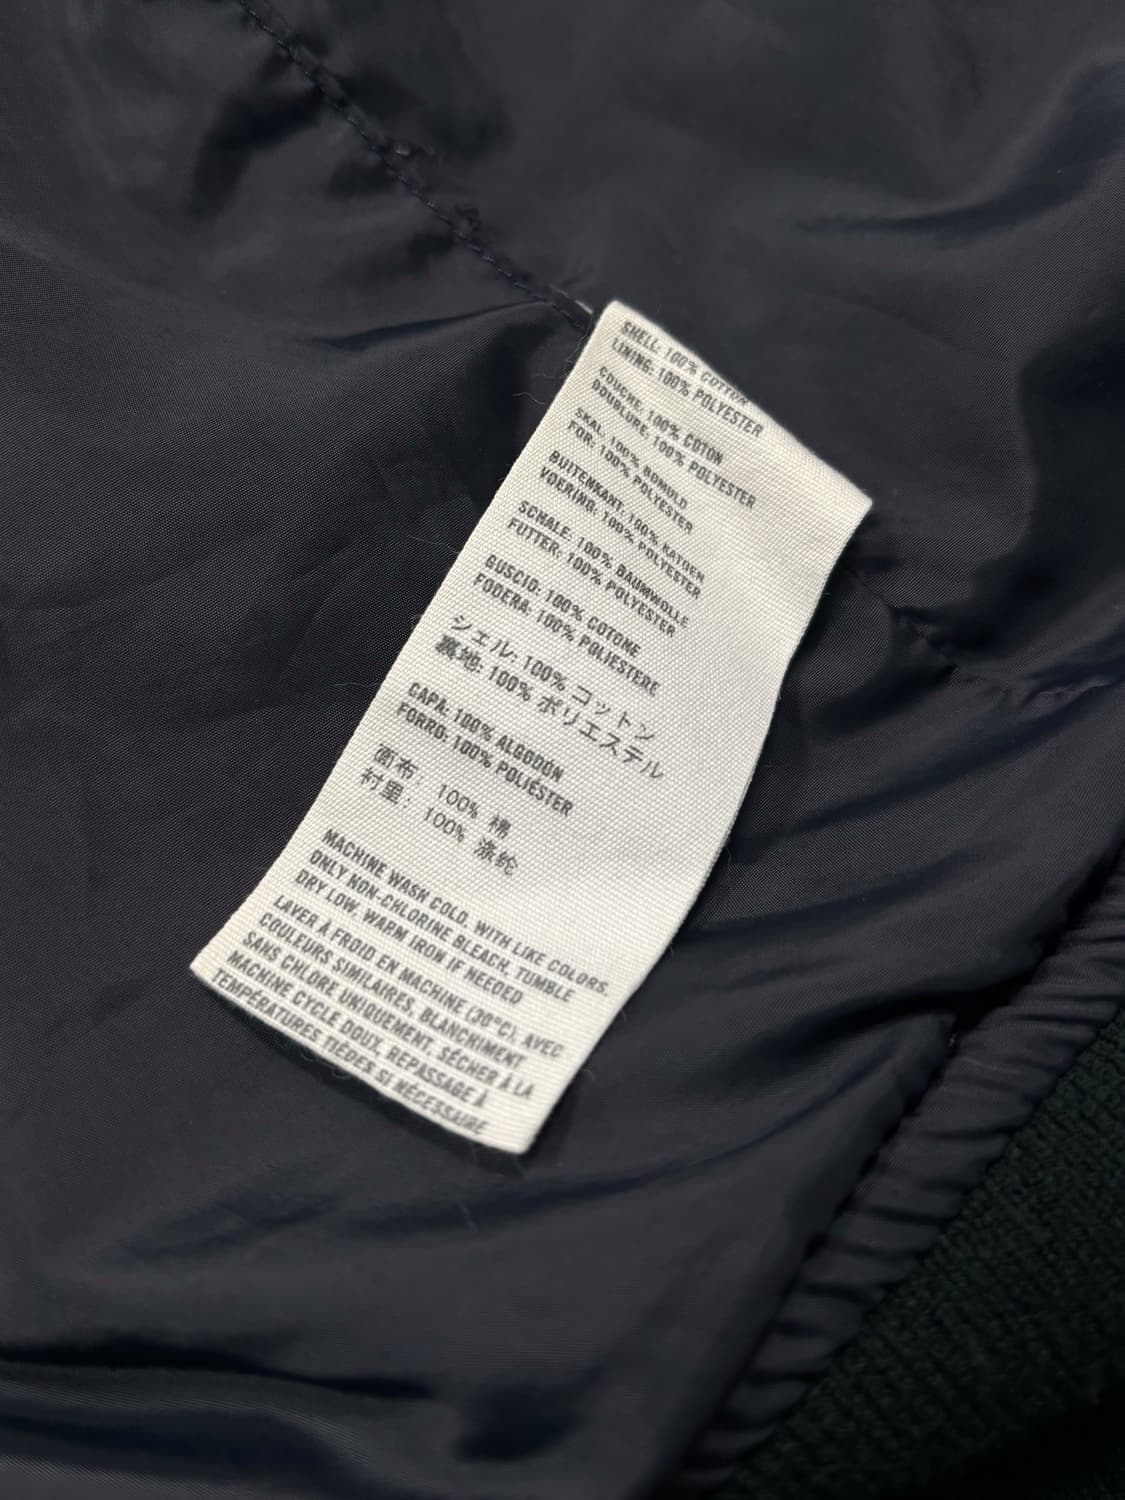 SHELL: 100% COTTON
LINING: 100% POLYESTER
COUCHE. 100% COTON
DOUBLURE. 100% POLYESTER
SKAL. 100% BOMULD
FOR: 100% POLYESTER
BUITENKANT. 100% KATOEN
VOERING: 100% POLYESTER
SCHALE: 100% BAUMWOLLE
FUTTER: 100% POLYESTER
GUSCIO: 100% COTONE
FODERA: 100% POLIESTERE
シェル: 100% コットン
裏地: 100% ポリエステル
CAPA: 100% ALGODÓN
FORRO: 100% POLIÉSTER
面布: 100% 棉
衬里: 100% 涤纶
MACHINE WASH COLD, WITH LIKE COLORS.
ONLY NON-CHLORINE BLEACH, TUMBLE
DRY LOW, WARM IRON IF NEEDED
LAVER À FROID EN MACHINE (30°C), AVEC
COULEURS SIMILAIRES, BLANCHIMENT
SANS CHLORE UNIQUEMENT, SÉCHER À LA
MACHINE CYCLE DOUX, REPASSAGE À
TEMPÉRATURES TIÈDES SI NÉCESSAIRE